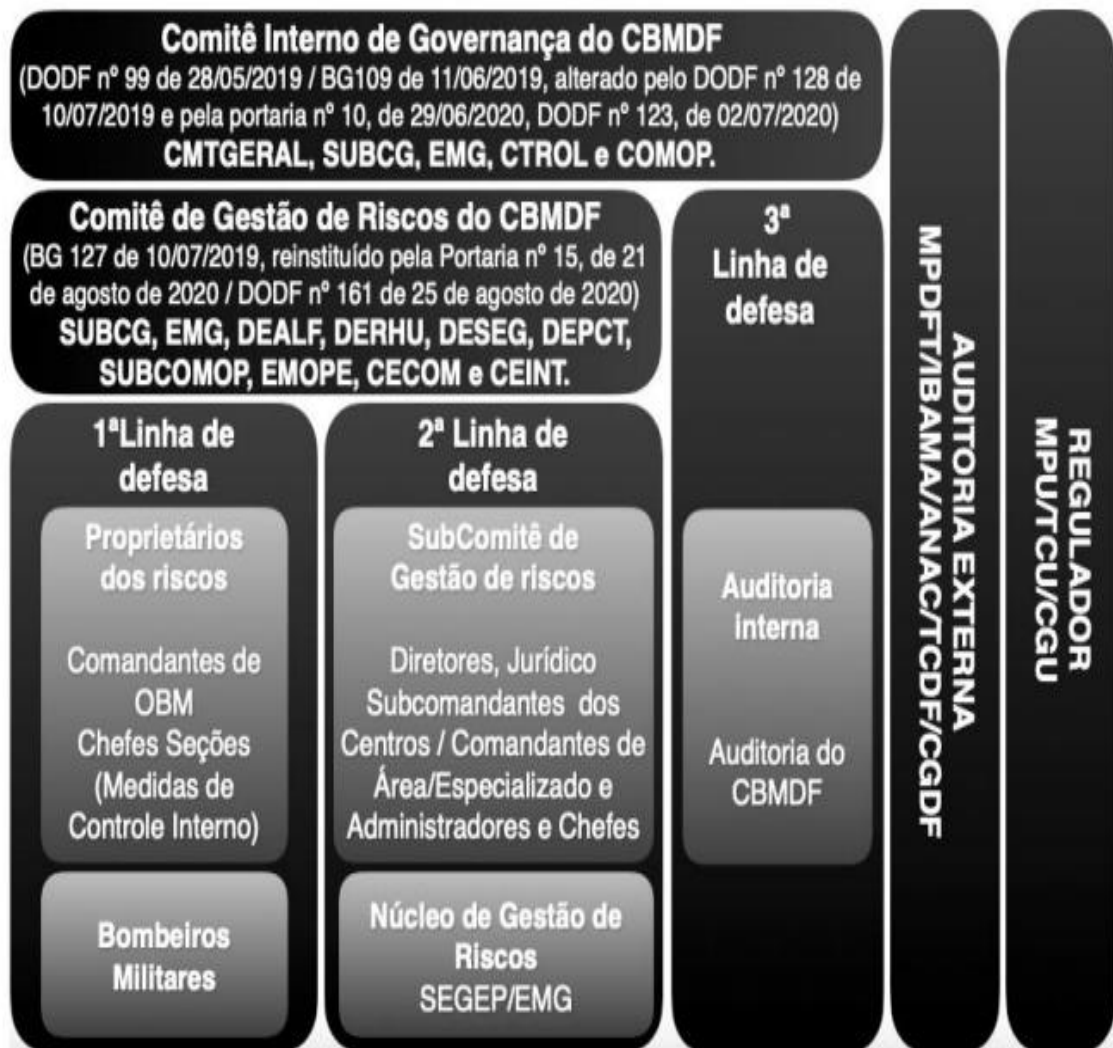 Comitê Interno de Governança do CBMDF
(DODF nº 99 de 28/05/2019 / BG109 de 11/06/2019, alterado pelo DODF nº 128 de
10/07/2019 e pela portaria nº 10, de 29/06/2020, DODF nº 123, de 02/07/2020)
CMTGERAL, SUBCG, EMG, CTROL e COMOP.
Comitê de Gestão de Riscos do CBMDF
(BG 127 de 10/07/2019, reinstituído pela Portaria nº 15, de 21
de agosto de 2020 / DODF nº 161 de 25 de agosto de 2020)
SUBCG, EMG, DEALF, DERHU, DESEG, DEPCT,
SUBCOMOP, EMOPE, CECOM e CEINT.
1ªLinha de
defesa
Proprietários
dos riscos
Comandantes de
OBM
Chefes Seções
(Medidas de
Controle Interno)
Bombeiros
Militares
2ª Linha de
defesa
SubComitê de
Gestão de riscos
Diretores, Jurídico
Subcomandantes dos
Centros / Comandantes de
Área/Especializado e
Administradores e Chefes
Núcleo de Gestão de
Riscos
SEGEP/EMG
3ª
Linha de
defesa
Auditoria
interna
Auditoria do
CBMDF
AUDITORIA EXTERNA
MPDFT/IBAMA/ANAC/TCDF/CGDF
REGULADOR
MPU/TCU/CGU